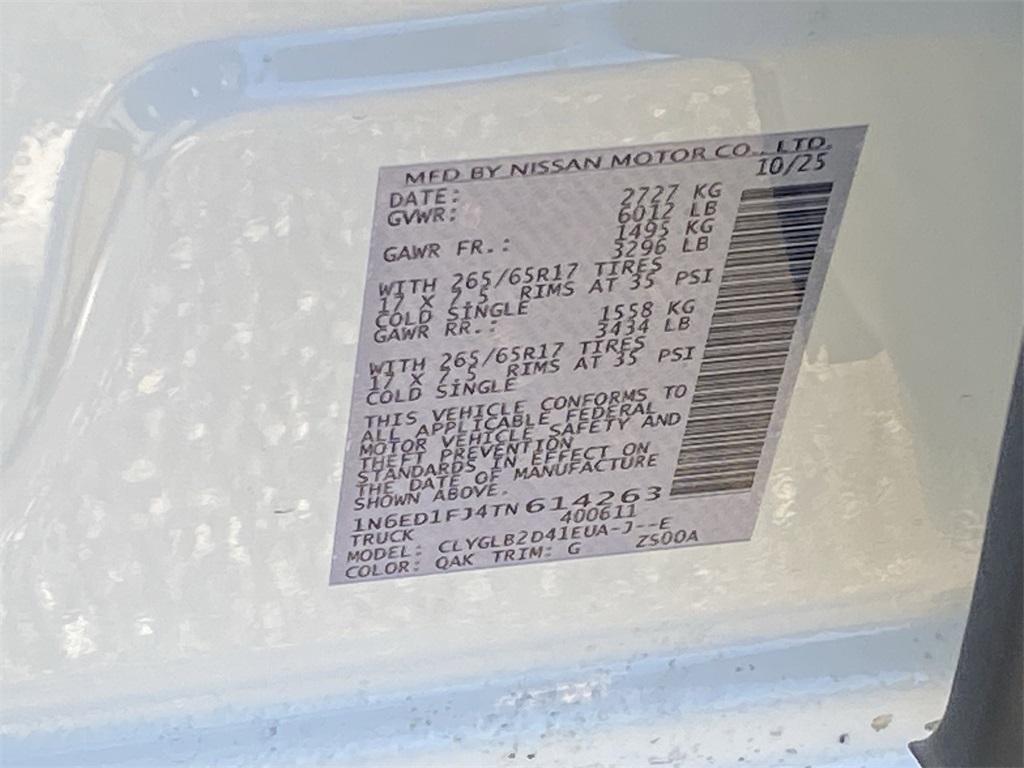 MFD BY NISSAN MOTOR CO., LTD.
DATE: 10/25
GVWR: 2727 KG
6012 LB
GAWR FR.: 1495 KG
3296 LB
WITH 265/65R17 TIRES
17 X 7.5 RIMS AT 35 PSI
COLD SINGLE
GAWR RR.: 1558 KG
3434 LB
WITH 265/65R17 TIRES
17 X 7.5 RIMS AT 35 PSI
COLD SINGLE
THIS VEHICLE CONFORMS TO
ALL APPLICABLE FEDERAL
MOTOR VEHICLE SAFETY AND
THEFT PREVENTION
STANDARDS IN EFFECT ON
THE DATE OF MANUFACTURE
SHOWN ABOVE.
1N6ED1FJ4TN614263
TRUCK 400611
MODEL: CLYGLB2D41EUA-J--E
COLOR: QAK TRIM: G ZS00A